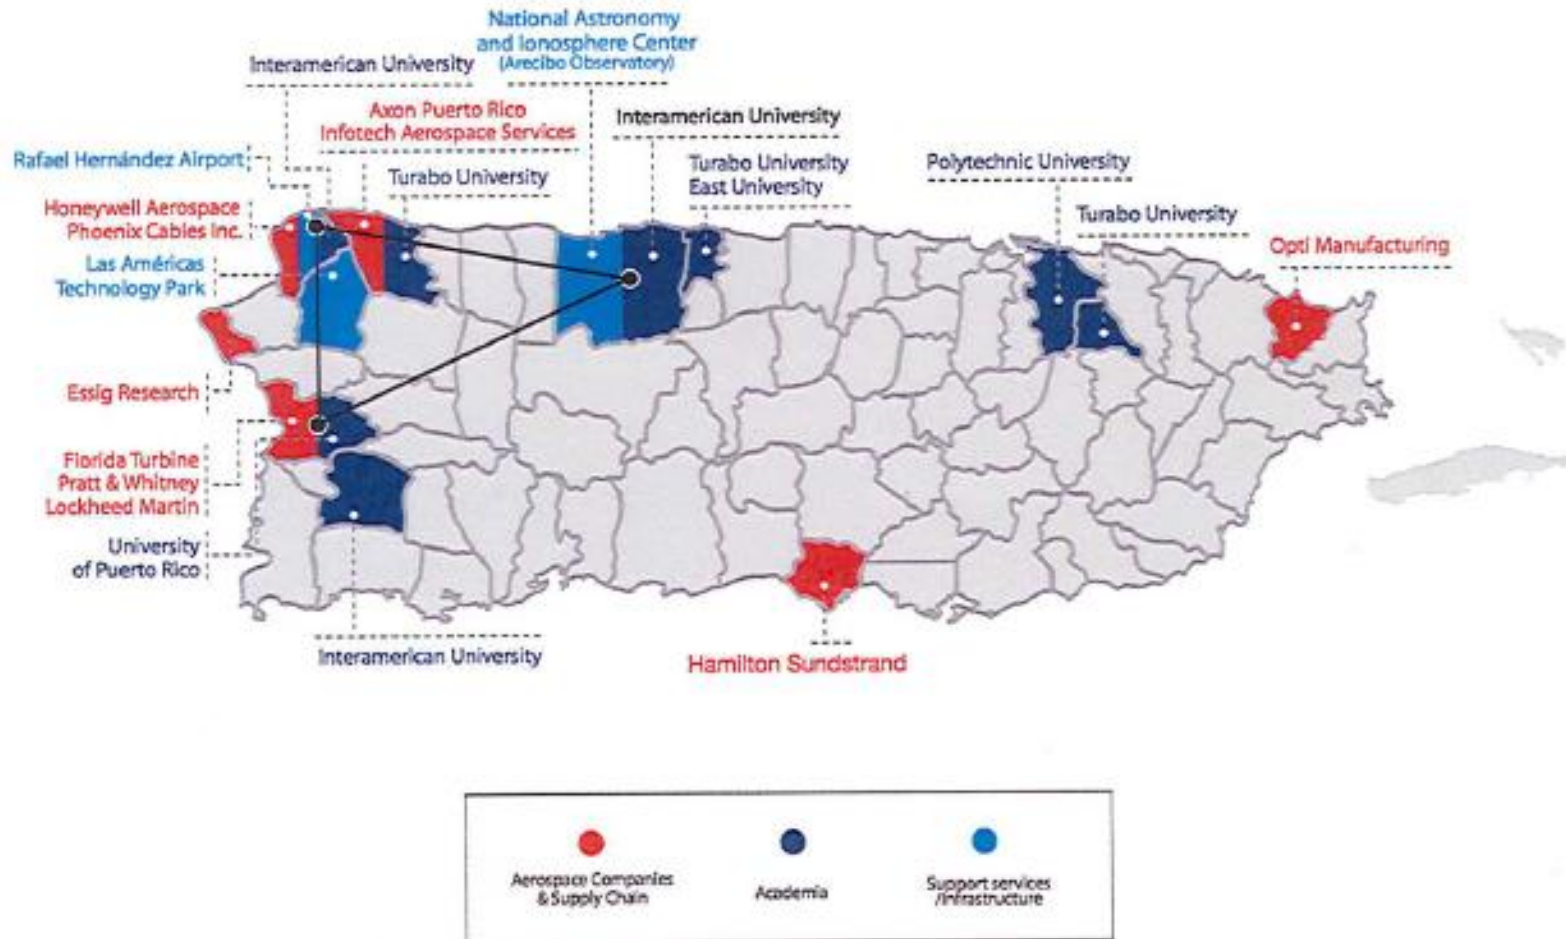 National Astronomy
and Ionosphere Center
(Arecibo Observatory)
Interamerican University
Axon Puerto Rico
Infotech Aerospace Services
Interamerican University
Rafael Hernández Airport
Turabo University
Turabo University
East University
Polytechnic University
Honeywell Aerospace
Phoenix Cables Inc.
Turabo University
Opti Manufacturing
Las Américas
Technology Park
Essig Research
Florida Turbine
Pratt & Whitney
Lockheed Martin
University
of Puerto Rico
Interamerican University
Hamilton Sundstrand
Aerospace Companies
& Supply Chain
Academia
Support services
/Infrastructure